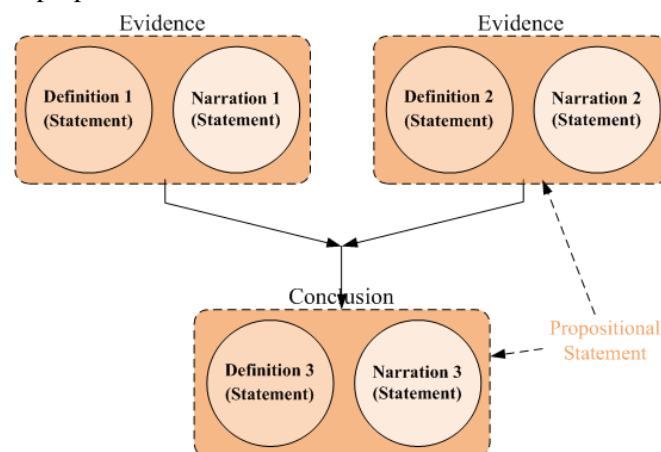 Evidence
Evidence
Definition 1
(Statement)
Narration 1
(Statement)
Definition 2
(Statement)
Narration 2
(Statement)
Conclusion
Definition 3
(Statement)
Narration 3
(Statement)
Propositional
Statement